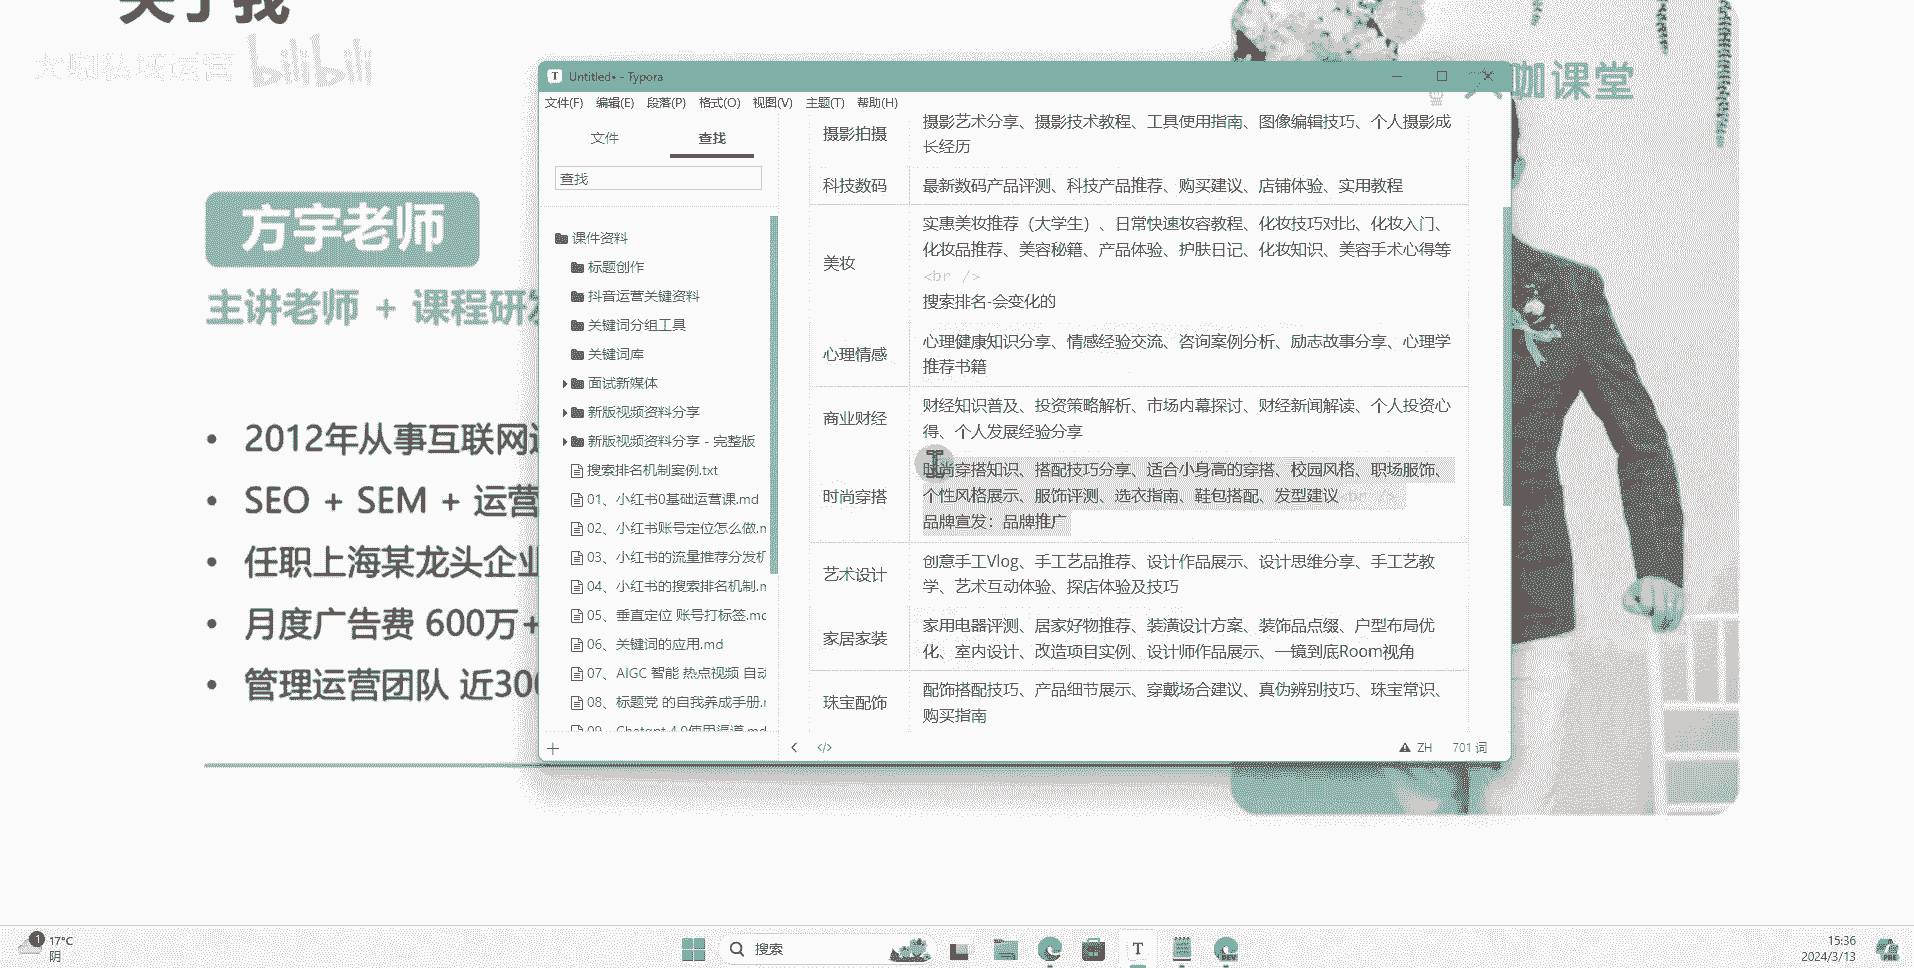 关于我
大咖私域运营 bilibili
咖课堂
方宇老师
主讲老师 + 课程研发
2012年从事互联网
SEO + SEM + 运营
任职上海某龙头企业
月度广告费 600万+
管理运营团队 近300
Untitled• - Typora
文件(F) 编辑(E) 段落(P) 格式(O) 视图(V) 主题(T) 帮助(H)
文件 查找
查找
课件资料
标题创作
抖音运营关键资料
关键词分组工具
关键词库
面试新媒体
新版视频资料分享
新版视频资料分享 - 完整版
搜索排名机制案例.txt
01、小红书0基础运营课.md
02、小红书账号定位怎么做.m
03、小红书的流量推荐分发机
04、小红书的搜索排名机制.m
05、垂直定位 账号打标签.md
06、关键词的应用.md
07、AIGC 智能 热点视频 自动
08、标题党 的自我养成手册.m
09、Chatgpt 4.0使用渠道.md
摄影拍摄
摄影艺术分享、摄影技术教程、工具使用指南、图像编辑技巧、个人摄影成
长经历
科技数码
最新数码产品评测、科技产品推荐、购买建议、店铺体验、实用教程
美妆
实惠美妆推荐（大学生）、日常快速妆容教程、化妆技巧对比、化妆入门、
化妆品推荐、美容秘籍、产品体验、护肤日记、化妆知识、美容手术心得等
<br />
搜索排名-会变化的
心理情感
心理健康知识分享、情感经验交流、咨询案例分析、励志故事分享、心理学
推荐书籍
商业财经
财经知识普及、投资策略解析、市场内幕探讨、财经新闻解读、个人投资心
得、个人发展经验分享
时尚穿搭
时尚穿搭知识、搭配技巧分享、适合小身高的穿搭、校园风格、职场服饰、
个性风格展示、服饰评测、选衣指南、鞋包搭配、发型建议<br />
品牌宣发：品牌推广
艺术设计
创意手工Vlog、手工艺品推荐、设计作品展示、设计思维分享、手工艺教
学、艺术互动体验、探店体验及技巧
家居家装
家用电器评测、居家好物推荐、装潢设计方案、装饰品点缀、户型布局优
化、室内设计、改造项目实例、设计师作品展示、一镜到底Room视角
珠宝配饰
配饰搭配技巧、产品细节展示、穿戴场合建议、真伪辨别技巧、珠宝常识、
购买指南
ZH 701 词
1
17°C
阴
搜索
T
DEV
15:36
2024/3/13
PRE